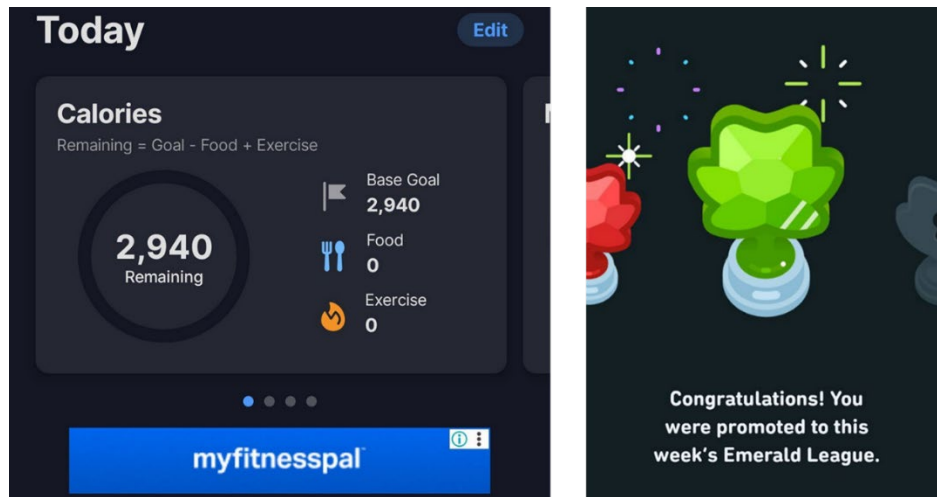 Today
Edit
Calories
Remaining = Goal - Food + Exercise
2,940
Remaining
Base Goal
2,940
Food
0
Exercise
0
myfitnesspal
Congratulations! You
were promoted to this
week's Emerald League.